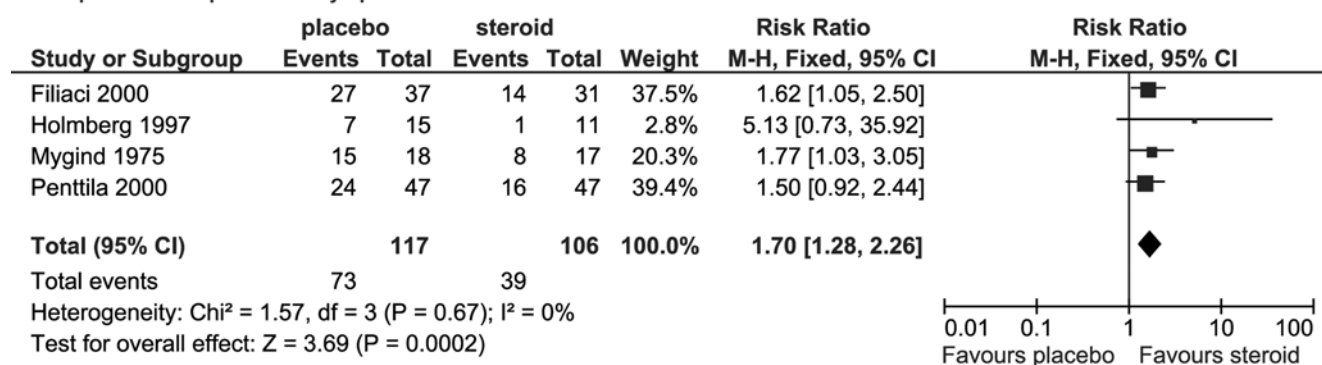 placebo steroid Risk Ratio Risk Ratio
Study or Subgroup Events Total Events Total Weight M-H, Fixed, 95% CI M-H, Fixed, 95% CI
Filiaci 2000 27 37 14 31 37.5% 1.62 [1.05, 2.50]
Holmberg 1997 7 15 1 11 2.8% 5.13 [0.73, 35.92]
Mygind 1975 15 18 8 17 20.3% 1.77 [1.03, 3.05]
Penttila 2000 24 47 16 47 39.4% 1.50 [0.92, 2.44]
Total (95% CI) 117 106 100.0% 1.70 [1.28, 2.26]
Total events 73 39
Heterogeneity: Chi² = 1.57, df = 3 (P = 0.67); I² = 0%
Test for overall effect: Z = 3.69 (P = 0.0002)
0.01 0.1 1 10 100
Favours placebo Favours steroid